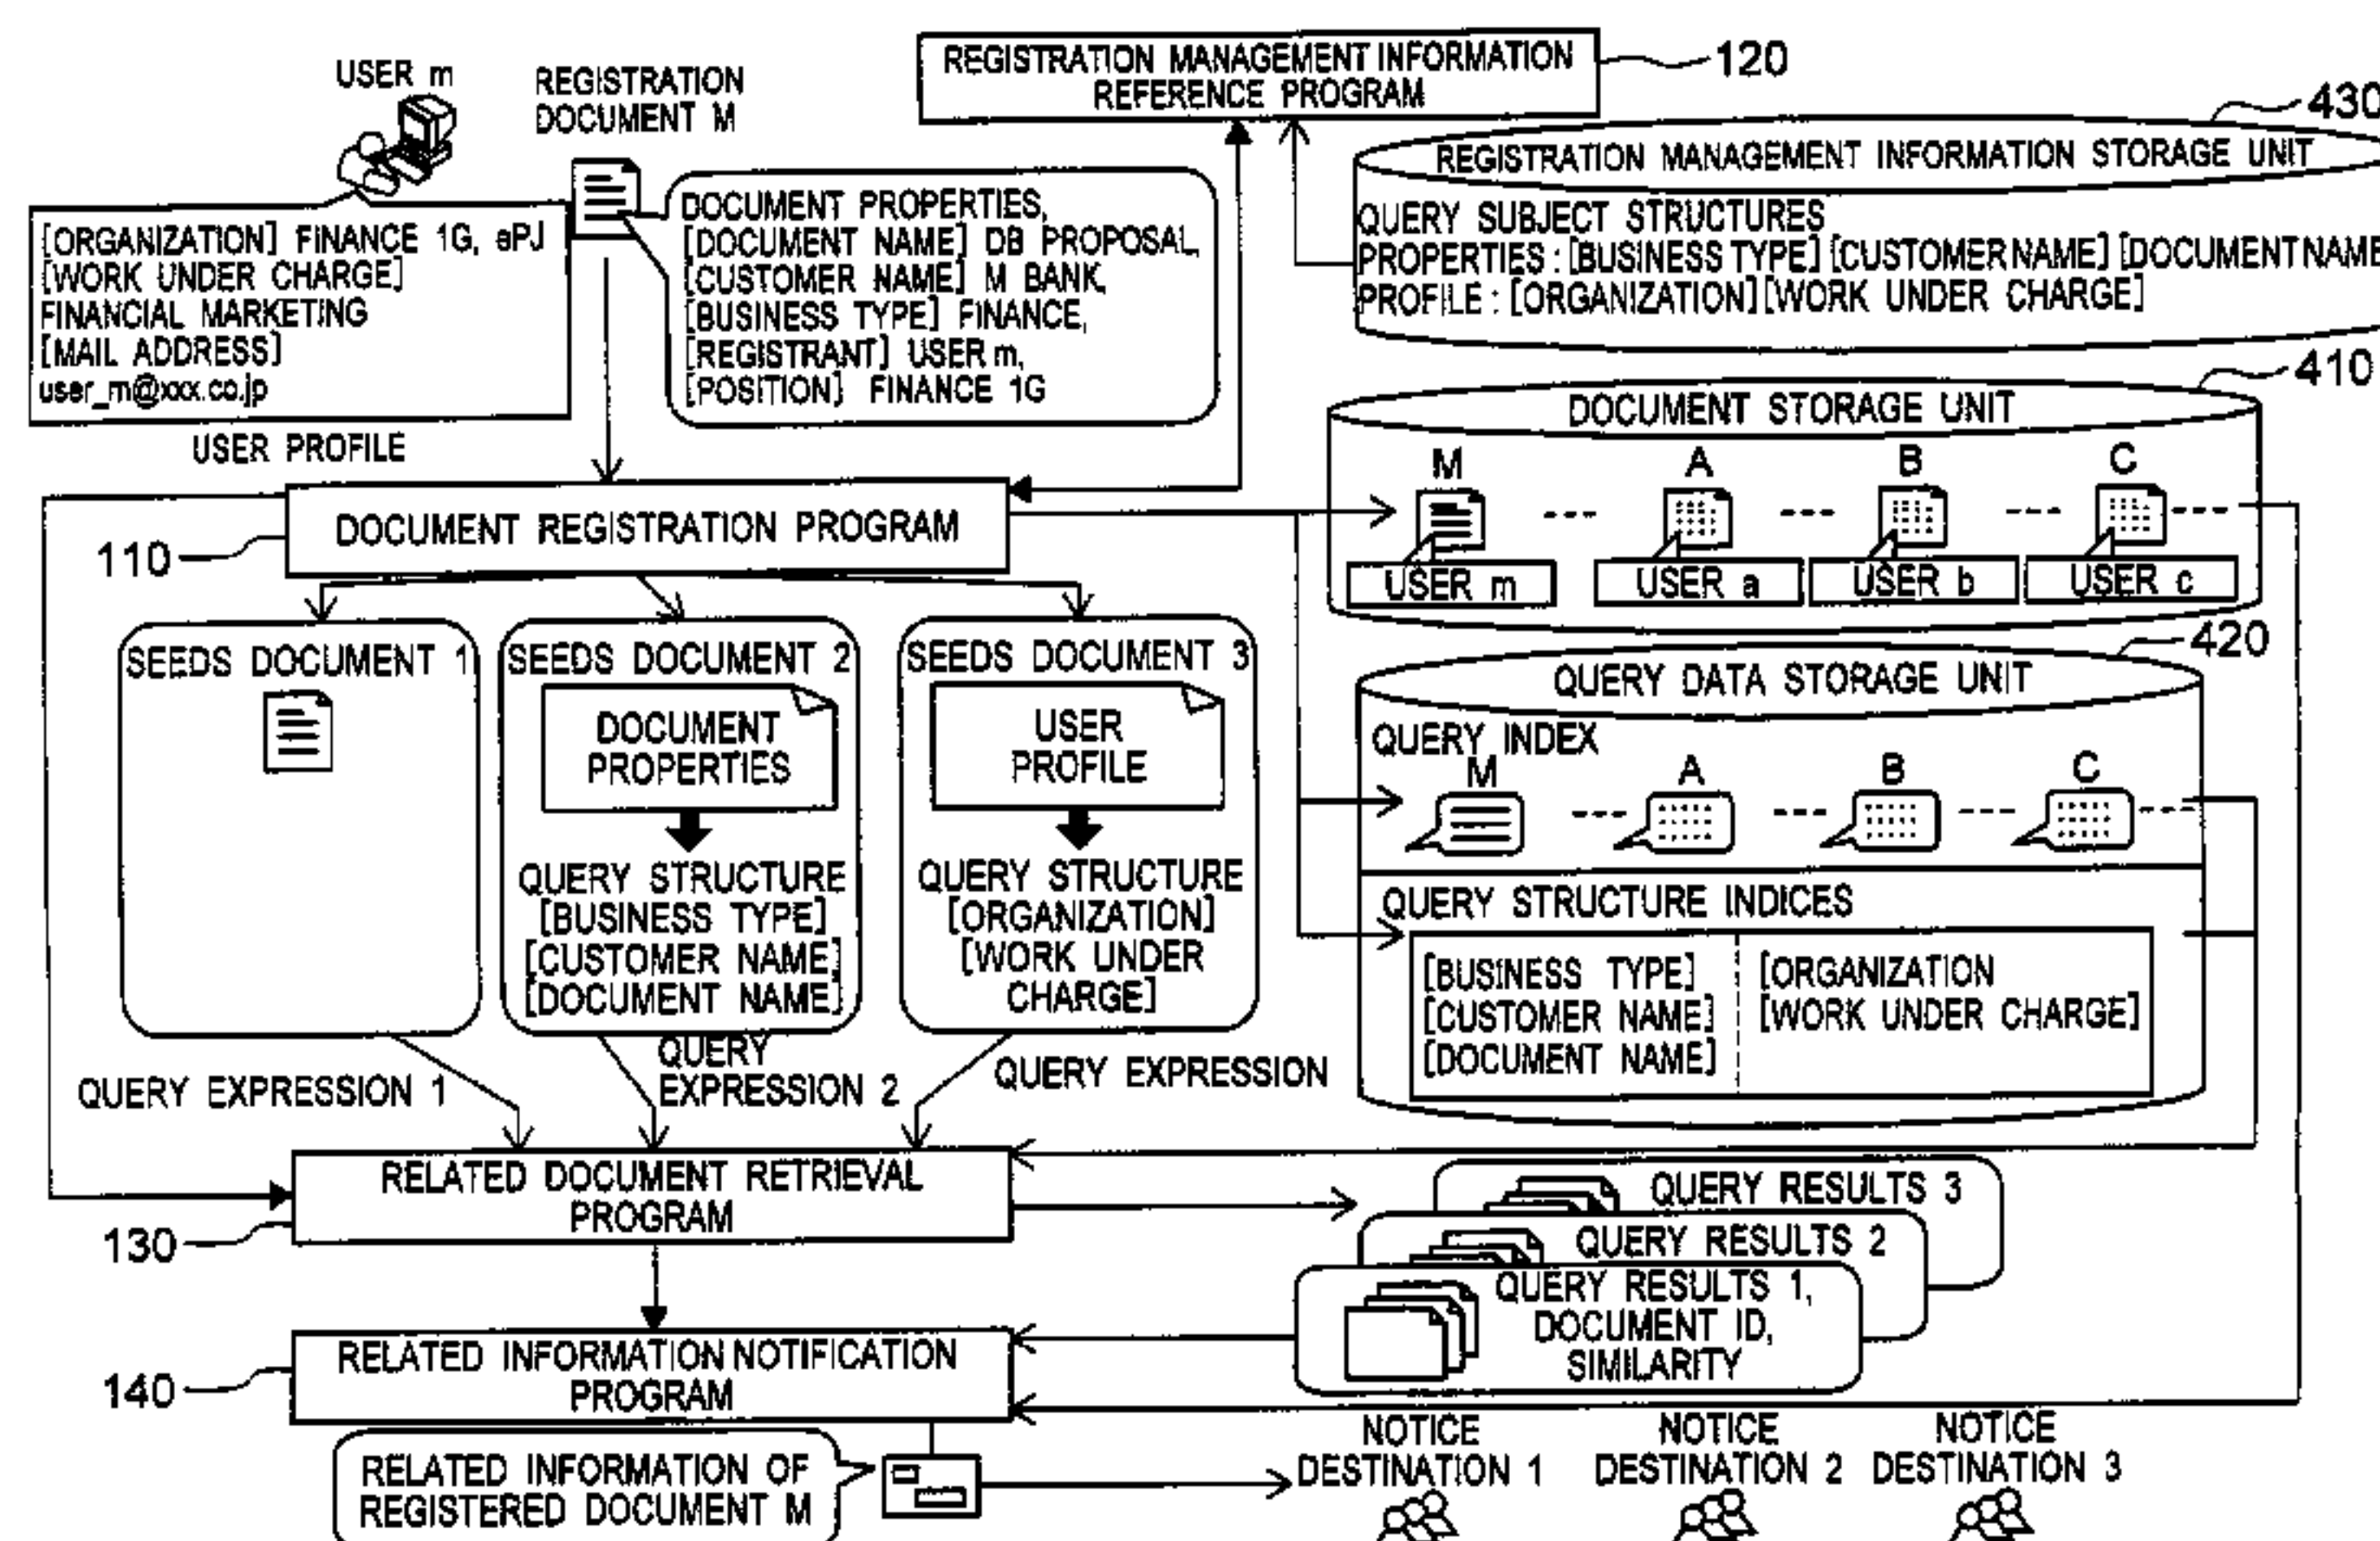 USER m
REGISTRATION
DOCUMENT M
REGISTRATION MANAGEMENT INFORMATION
REFERENCE PROGRAM
120
430
REGISTRATION MANAGEMENT INFORMATION STORAGE UNIT
QUERY SUBJECT STRUCTURES
PROPERTIES : [BUSINESS TYPE] [CUSTOMER NAME] [DOCUMENT NAME
PROFILE : [ORGANIZATION] [WORK UNDER CHARGE]
[ORGANIZATION] FINANCE 1G, ePJ
[WORK UNDER CHARGE]
FINANCIAL MARKETING
[MAIL ADDRESS]
user_m@xxx.co.jp
USER PROFILE
DOCUMENT PROPERTIES,
[DOCUMENT NAME] DB PROPOSAL,
[CUSTOMER NAME] M BANK,
[BUSINESS TYPE] FINANCE,
[REGISTRANT] USER m,
[POSITION] FINANCE 1G
410
DOCUMENT STORAGE UNIT
M A B C
USER m USER a USER b USER c
DOCUMENT REGISTRATION PROGRAM
110
SEEDS DOCUMENT 1
SEEDS DOCUMENT 2
DOCUMENT
PROPERTIES
QUERY STRUCTURE
[BUSINESS TYPE]
[CUSTOMER NAME]
[DOCUMENT NAME]
SEEDS DOCUMENT 3
USER
PROFILE
QUERY STRUCTURE
[ORGANIZATION]
[WORK UNDER
CHARGE]
420
QUERY DATA STORAGE UNIT
QUERY INDEX
M A B C
QUERY STRUCTURE INDICES
[BUSINESS TYPE]
[CUSTOMER NAME]
[DOCUMENT NAME]
[ORGANIZATION
[WORK UNDER CHARGE]
QUERY EXPRESSION 1
QUERY
EXPRESSION 2
QUERY EXPRESSION
RELATED DOCUMENT RETRIEVAL
PROGRAM
130
QUERY RESULTS 3
QUERY RESULTS 2
QUERY RESULTS 1,
DOCUMENT ID,
SIMILARITY
RELATED INFORMATION NOTIFICATION
PROGRAM
140
RELATED INFORMATION OF
REGISTERED DOCUMENT M
NOTICE
DESTINATION 1
NOTICE
DESTINATION 2
NOTICE
DESTINATION 3